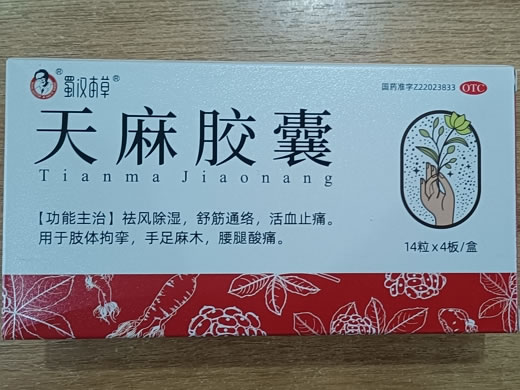 蜀汉本草®
国药准字Z22023833 OTC
天麻胶囊
Tianma Jiaonang
【功能主治】祛风除湿，舒筋通络，活血止痛。
用于肢体拘挛，手足麻木，腰腿酸痛。
14粒x4板/盒